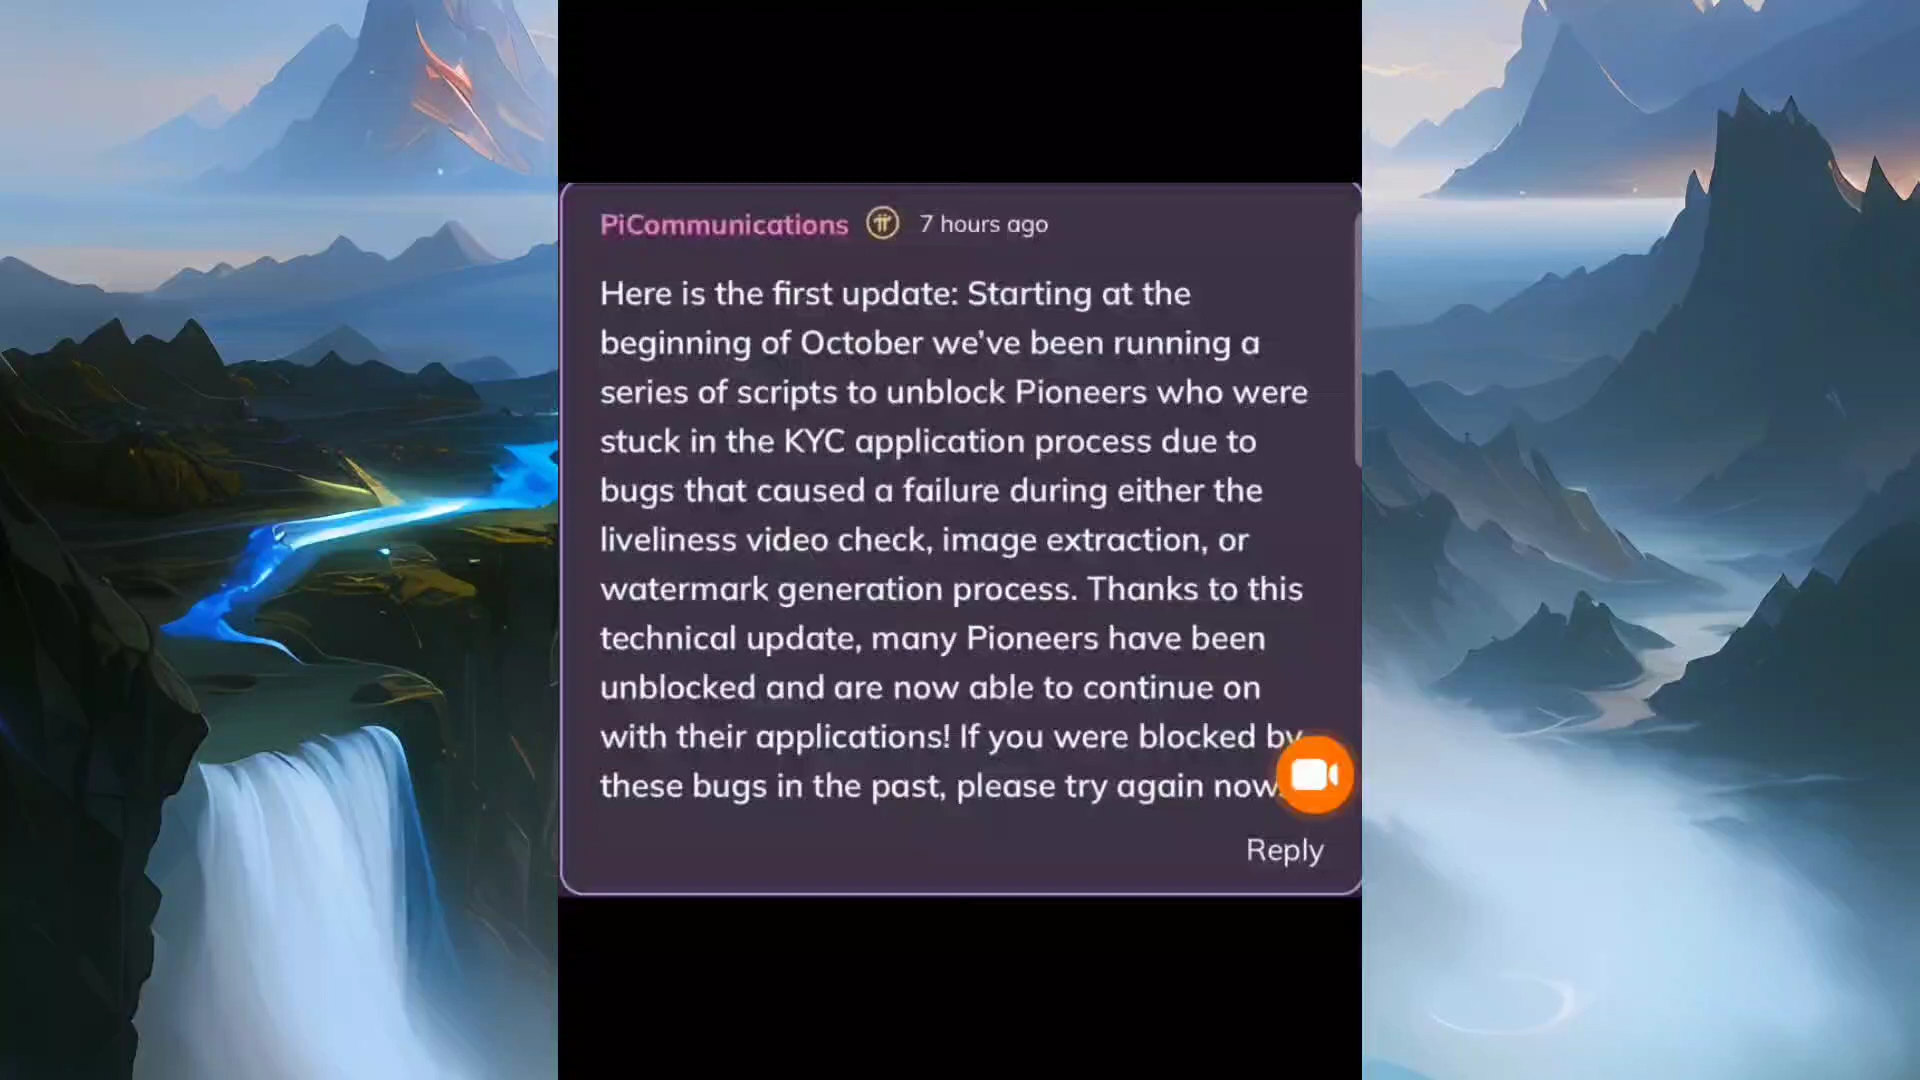 PiCommunications 7 hours ago
Here is the first update: Starting at the
beginning of October we've been running a
series of scripts to unblock Pioneers who were
stuck in the KYC application process due to
bugs that caused a failure during either the
liveliness video check, image extraction, or
watermark generation process. Thanks to this
technical update, many Pioneers have been
unblocked and are now able to continue on
with their applications! If you were blocked by
these bugs in the past, please try again now.
Reply